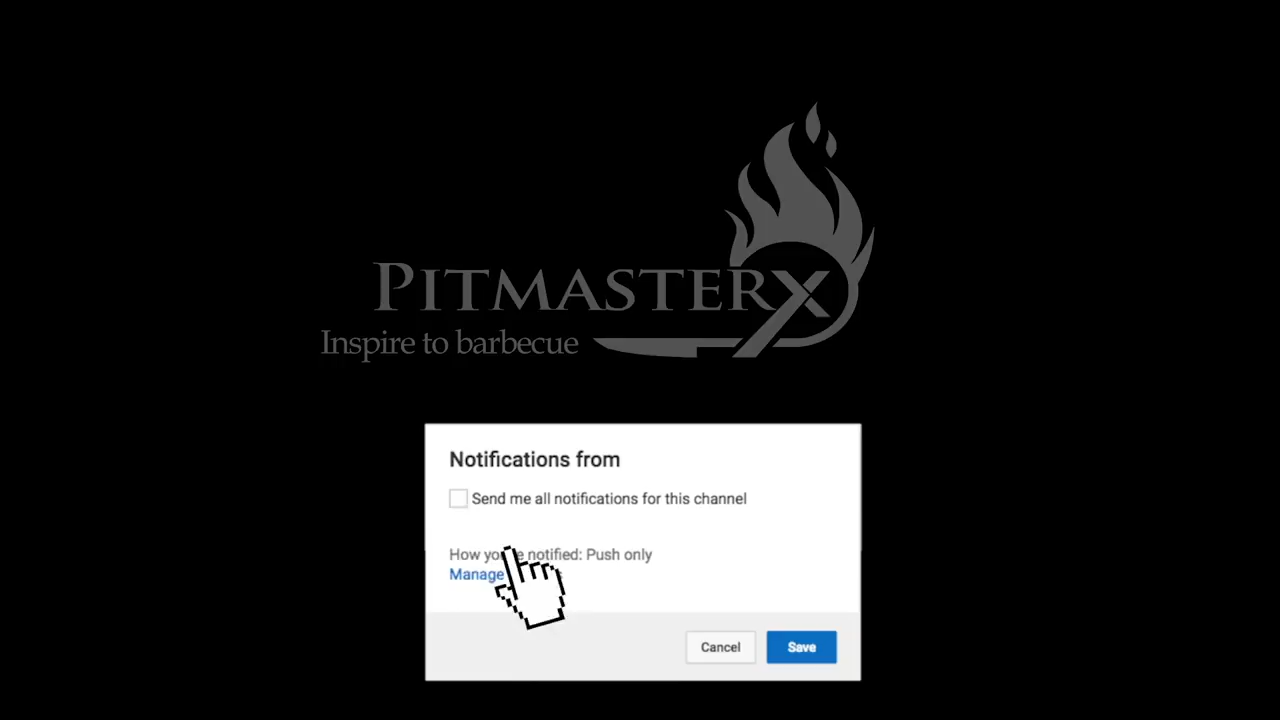 PITMASTERX
Inspire to barbecue
Notifications from
Send me all notifications for this channel
How notified: Push only
Manage
Cancel
Save